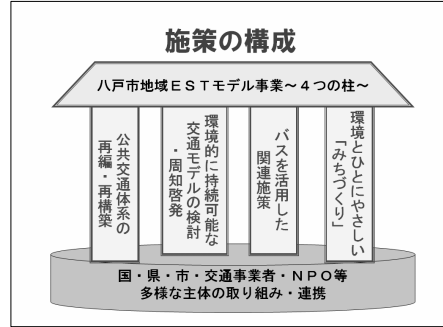 施策の構成
八戸市地域ESTモデル事業～4つの柱～
公共交通体系の
再編・再構築
環境的に持続可能な
交通モデルの検討
・周知啓発
バスを活用した
関連施策
環境とひとにやさしい
「みちづくり」
国・県・市・交通事業者・NPO等
多様な主体の取り組み・連携